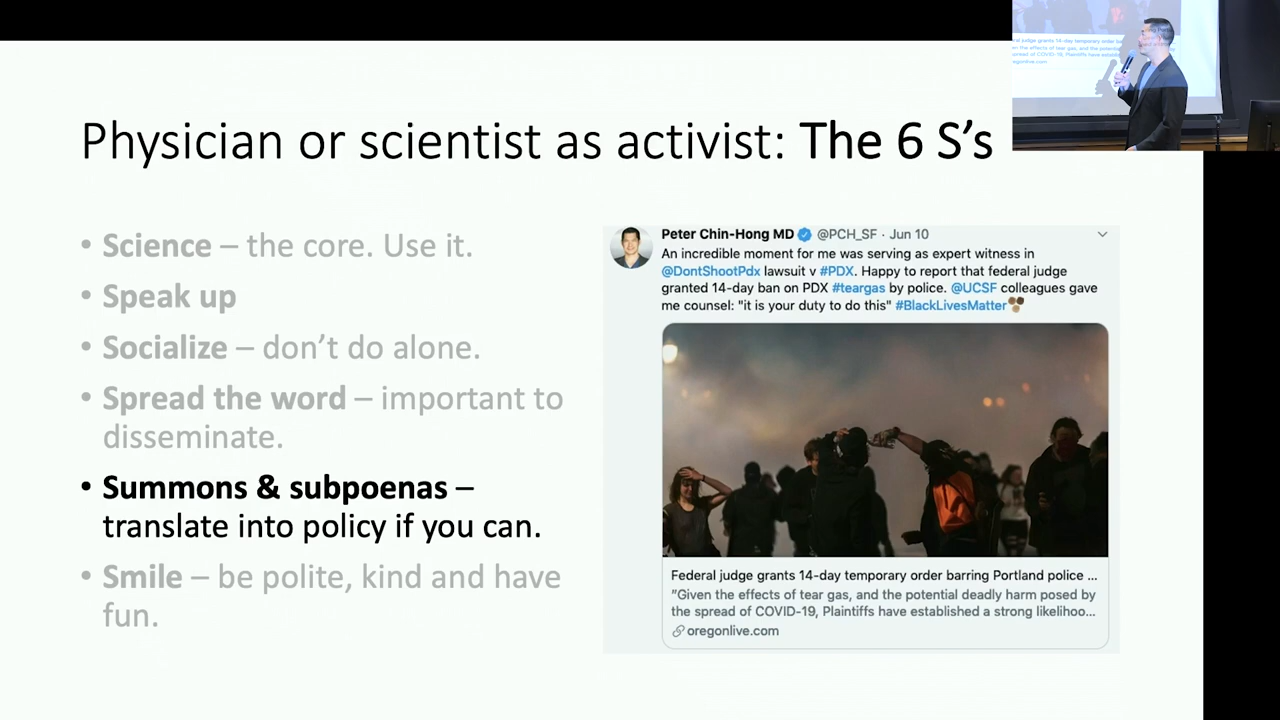 Physician or scientist as activist: The 6 S’s
• Science – the core. Use it.
• Speak up
• Socialize – don’t do alone.
• Spread the word – important to
disseminate.
• Summons & subpoenas –
translate into policy if you can.
• Smile – be polite, kind and have
fun.
Peter Chin-Hong MD @PCH_SF · Jun 10
An incredible moment for me was serving as expert witness in
@DontShootPdx lawsuit v #PDX. Happy to report that federal judge
granted 14-day ban on PDX #teargas by police. @UCSF colleagues gave
me counsel: "it is your duty to do this" #BlackLivesMatter
Federal judge grants 14-day temporary order barring Portland police ...
"Given the effects of tear gas, and the potential deadly harm posed by
the spread of COVID-19, Plaintiffs have established a strong likelihoo...
oregonlive.com